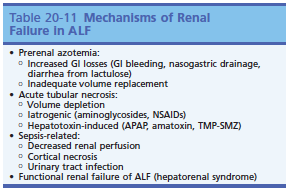 Table 20-11 Mechanisms of Renal
Failure in ALF
• Prerenal azotemia:
○ Increased GI losses (GI bleeding, nasogastric drainage,
diarrhea from lactulose)
○ Inadequate volume replacement
• Acute tubular necrosis:
○ Volume depletion
○ Iatrogenic (aminoglycosides, NSAIDs)
○ Hepatotoxin-induced (APAP, amatoxin, TMP-SMZ)
• Sepsis-related:
○ Decreased renal perfusion
○ Cortical necrosis
○ Urinary tract infection
• Functional renal failure of ALF (hepatorenal syndrome)